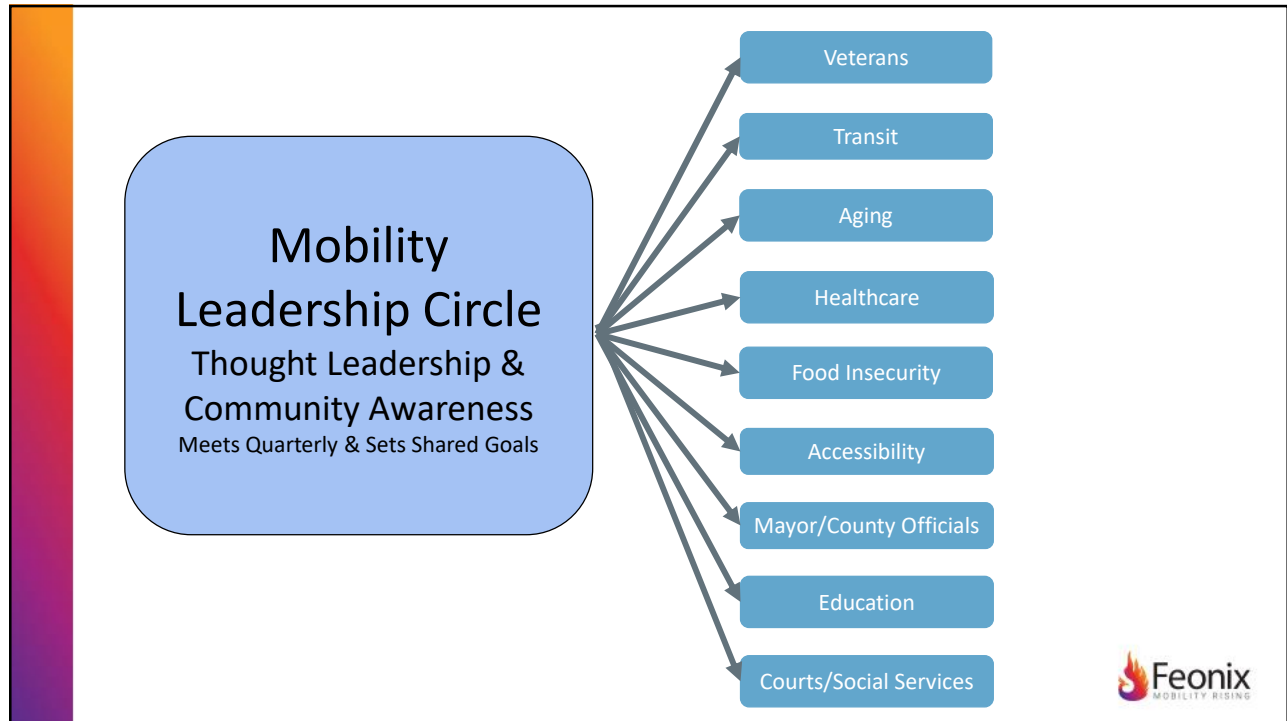 Mobility
Leadership Circle
Thought Leadership &
Community Awareness
Meets Quarterly & Sets Shared Goals
Veterans
Transit
Aging
Healthcare
Food Insecurity
Accessibility
Mayor/County Officials
Education
Courts/Social Services
Feonix
MOBILITY RISING